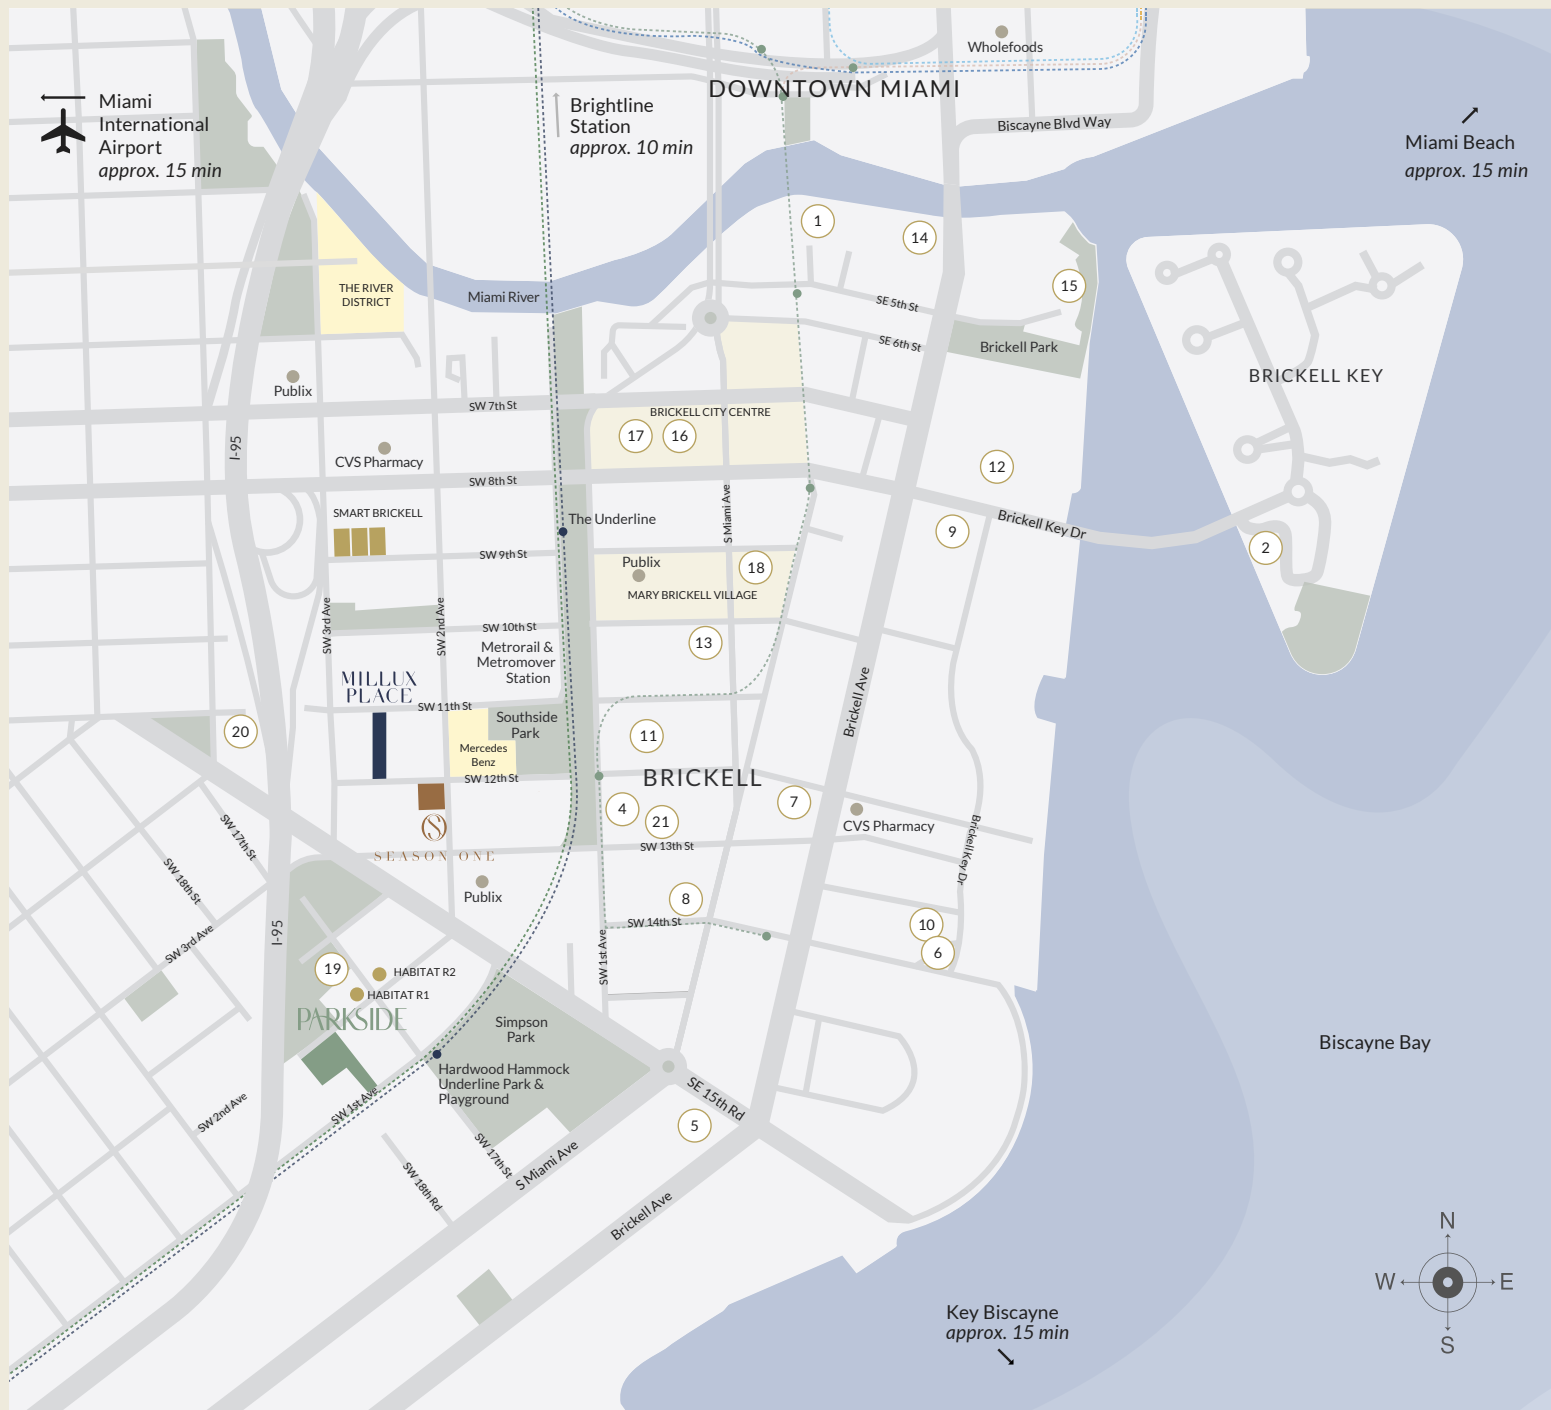 Wholefoods
DOWNTOWN MIAMI
Miami
International
Airport
approx. 15 min
Brightline
Station
approx. 10 min
Biscayne Blvd Way
Miami Beach
approx. 15 min
1
14
15
THE RIVER
DISTRICT
Miami River
SE 5th St
SE 6th St
Brickell Park
BRICKELL KEY
Publix
SW 7th St
BRICKELL CITY CENTRE
17
16
I-95
CVS Pharmacy
12
SW 8th St
SMART BRICKELL
The Underline
S Miami Ave
Brickell Key Dr
9
2
SW 9th St
Publix
18
MARY BRICKELL VILLAGE
SW 3rd Ave
SW 2nd Ave
SW 10th St
13
Metrorail &
Metromover
Station
MILLUX
PLACE
SW 11th St
Brickell Ave
20
Southside
Park
11
Mercedes
Benz
SW 12th St
BRICKELL
4
21
7
CVS Pharmacy
SW 17th St
SEASON ONE
SW 13th St
Brickell Key Dr
SW 18th St
Publix
8
SW 14th St
10
6
I-95
SW 3rd Ave
SW 1st Ave
19
HABITAT R2
HABITAT R1
PARKSIDE
Simpson
Park
Biscayne Bay
Hardwood Hammock
Underline Park &
Playground
SW 1st Ave
SW 2nd Ave
SE 15th Rd
5
SW 17th St
S Miami Ave
SW 18th Rd
Brickell Ave
Key Biscayne
approx. 15 min
N
W
E
S